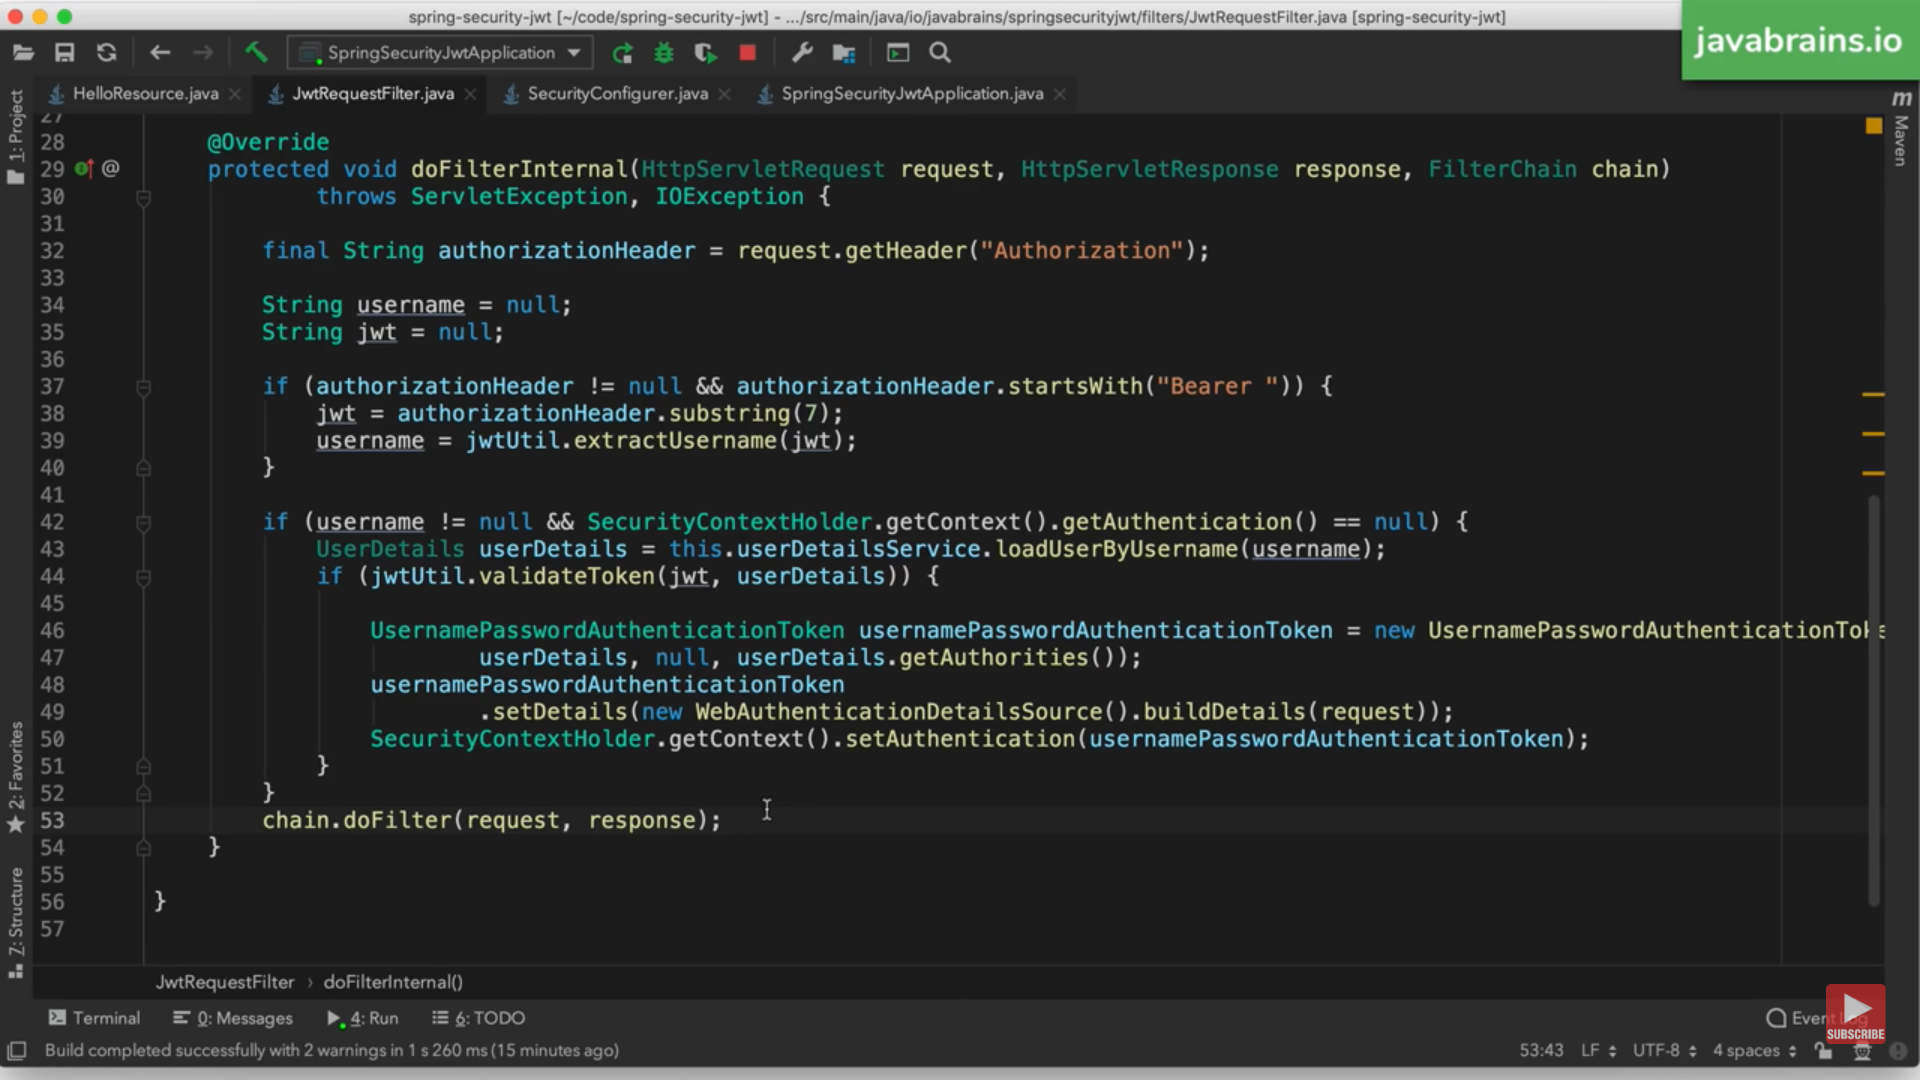 spring-security-jwt [~/code/spring-security-jwt] - .../src/main/java/io/javabrains/springsecurityjwt/filters/JwtRequestFilter.java [spring-security-jwt]
javabrains.io
SpringSecurityJwtApplication
HelloResource.java JwtRequestFilter.java SecurityConfigurer.java SpringSecurityJwtApplication.java
1: Project
m Maven
27
28 @Override
29 protected void doFilterInternal(HttpServletRequest request, HttpServletResponse response, FilterChain chain)
30 throws ServletException, IOException {
31
32 final String authorizationHeader = request.getHeader("Authorization");
33
34 String username = null;
35 String jwt = null;
36
37 if (authorizationHeader != null && authorizationHeader.startsWith("Bearer ")) {
38 jwt = authorizationHeader.substring(7);
39 username = jwtUtil.extractUsername(jwt);
40 }
41
42 if (username != null && SecurityContextHolder.getContext().getAuthentication() == null) {
43 UserDetails userDetails = this.userDetailsService.loadUserByUsername(username);
44 if (jwtUtil.validateToken(jwt, userDetails)) {
45
46 UsernamePasswordAuthenticationToken usernamePasswordAuthenticationToken = new UsernamePasswordAuthenticationToke
47 userDetails, null, userDetails.getAuthorities());
48 usernamePasswordAuthenticationToken
49 .setDetails(new WebAuthenticationDetailsSource().buildDetails(request));
50 SecurityContextHolder.getContext().setAuthentication(usernamePasswordAuthenticationToken);
51 }
52 }
53 chain.doFilter(request, response);
54 }
55
56 }
57
2: Favorites
Z: Structure
JwtRequestFilter › doFilterInternal()
Terminal 0: Messages 4: Run 6: TODO Event Log
SUBSCRIBE
Build completed successfully with 2 warnings in 1 s 260 ms (15 minutes ago) 53:43 LF UTF-8 4 spaces